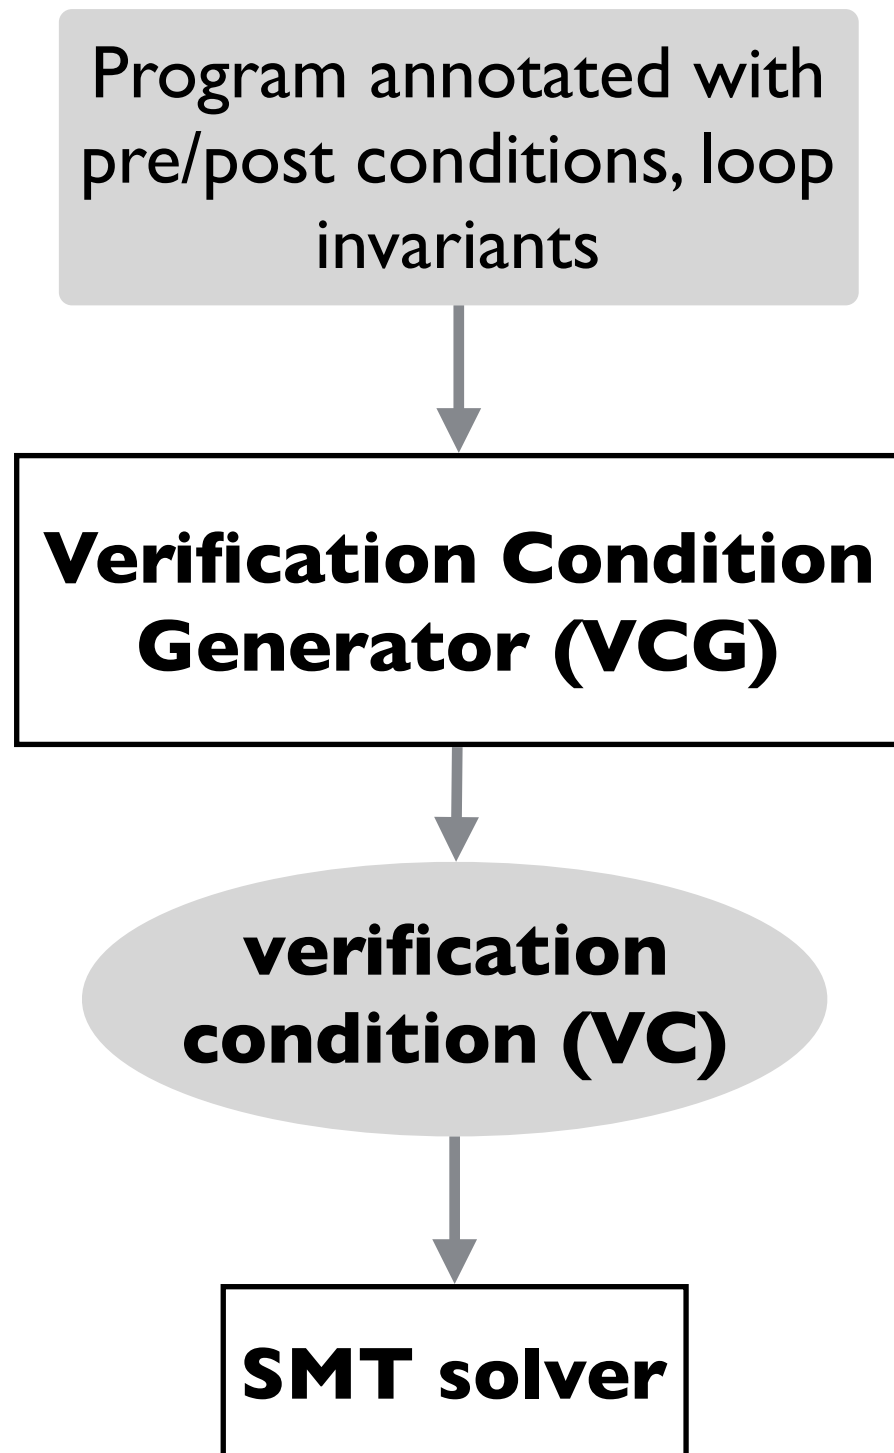 Program annotated with
pre/post conditions, loop
invariants
Verification Condition
Generator (VCG)
verification
condition (VC)
SMT solver